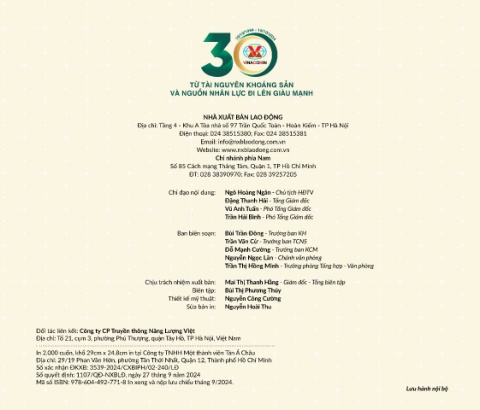 30
VINACOMIN
TỪ TÀI NGUYÊN KHOÁNG SẢN
VÀ NGUỒN NHÂN LỰC ĐI LÊN GIÀU MẠNH
NHÀ XUẤT BẢN LAO ĐỘNG
Địa chỉ: Tầng 4 - Khu A Tòa nhà số 97 Trần Quốc Toản - Hoàn Kiếm - TP Hà Nội
Điện thoại: 024 38515380; Fax: 024 38515381
Email: info@nxblaodong.com.vn
Website: www.nxblaodong.com.vn
Chi nhánh phía Nam
Số 85 Cách mạng Tháng Tám, Quận 1, TP Hồ Chí Minh
ĐT: 028 38390970; Fax: 028 39257205
Chỉ đạo nội dung: Ngô Hoàng Ngân - Chủ tịch HĐTV
Đặng Thanh Hải - Tổng Giám đốc
Vũ Anh Tuấn - Phó Tổng Giám đốc
Trần Hải Bình - Phó Tổng Giám đốc
Ban biên soạn: Bùi Trần Đông - Trưởng ban KH
Trần Văn Cừ - Trưởng ban TCNS
Đỗ Mạnh Cường - Trưởng ban KCM
Nguyễn Ngọc Lân - Chánh văn phòng
Trần Thị Hồng Minh - Trưởng phòng Tổng hợp - Văn phòng
Chịu trách nhiệm xuất bản: Mai Thị Thanh Hằng - Giám đốc - Tổng biên tập
Biên tập: Bùi Thị Phương Thúy
Thiết kế mỹ thuật: Nguyễn Công Cường
Sửa bản in: Nguyễn Hoài Thu
Đối tác liên kết: Công ty CP Truyền thông Năng Lượng Việt
Địa chỉ: Tổ 21, cụm 3, phường Phú Thượng, quận Tây Hồ, TP Hà Nội, Việt Nam
In 2.000 cuốn, khổ 29cm x 24.8cm in tại Công ty TNHH Một thành viên Tân Á Châu
Địa chỉ: 29/19 Phan Văn Hớn, phường Tân Thới Nhất, Quận 12, Thành phố Hồ Chí Minh
Số xác nhận ĐKXB: 3539-2024/CXBIPH/02-240/LĐ
Số quyết định: 1107/QĐ-NXBLĐ, ngày 27 tháng 9 năm 2024
Mã số ISBN: 978-604-492-771-8 In xong và nộp lưu chiểu tháng 9/2024.
Lưu hành nội bộ